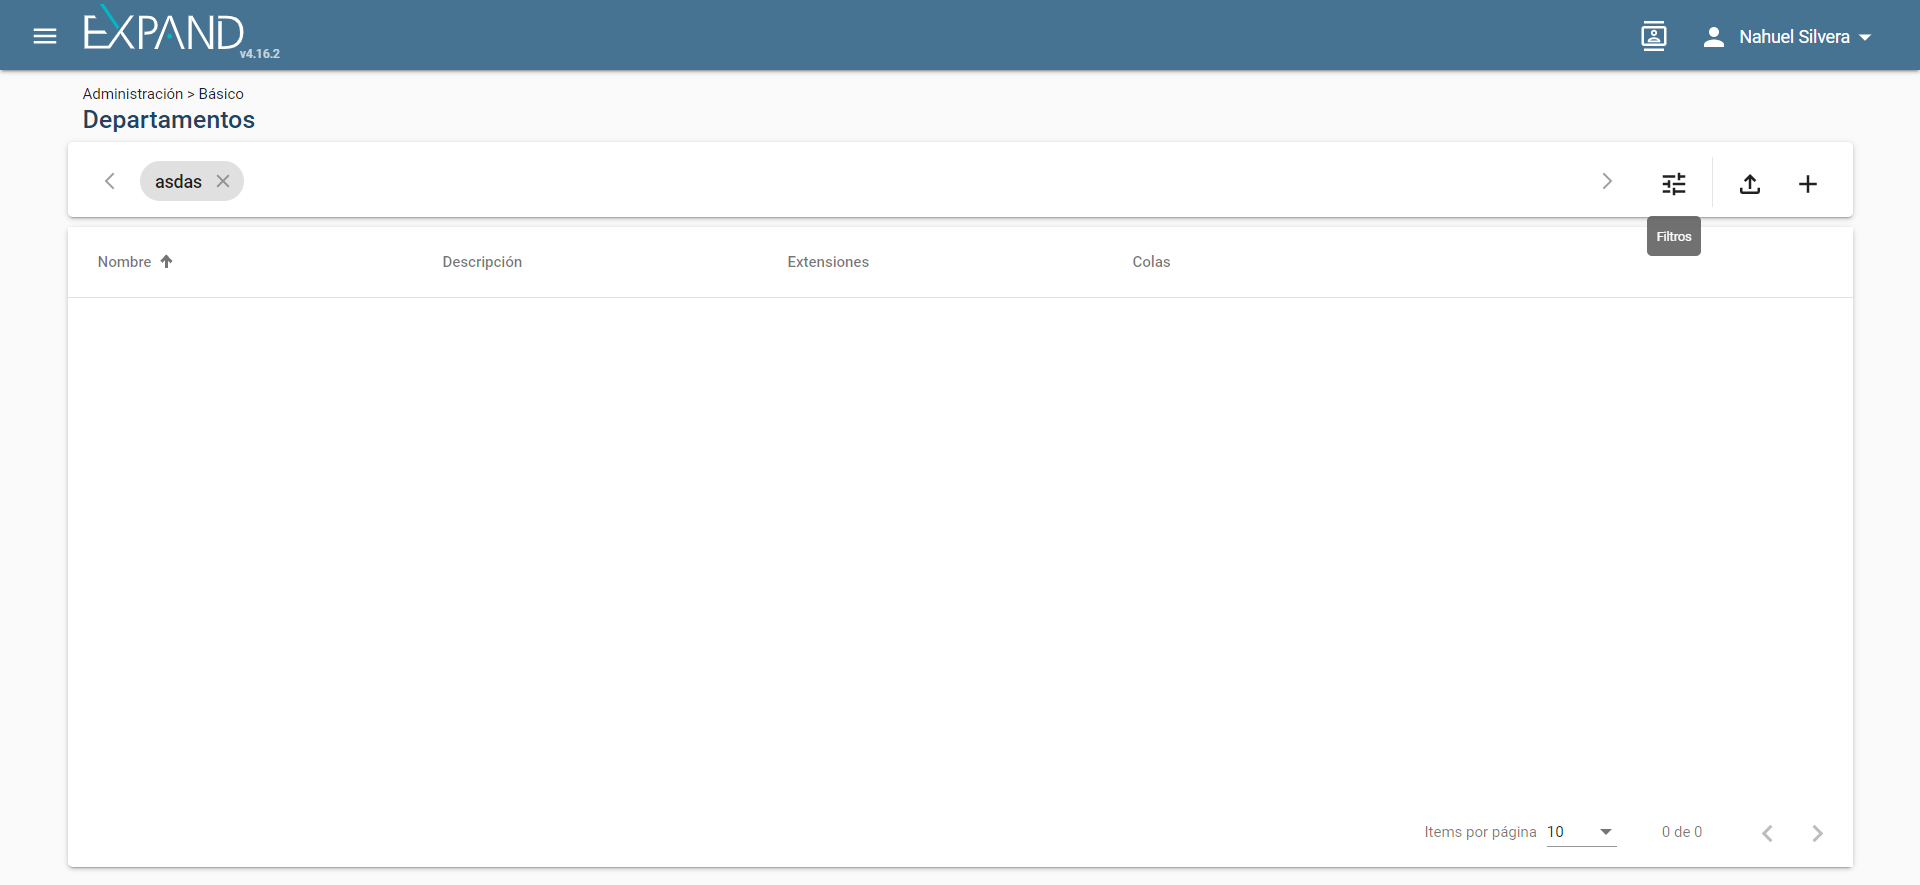 EXPAND
v4.16.2
Nahuel Silvera
Administración > Básico
Departamentos
asdas
Filtros
Nombre Descripción Extensiones Colas
Items por página 10 0 de 0